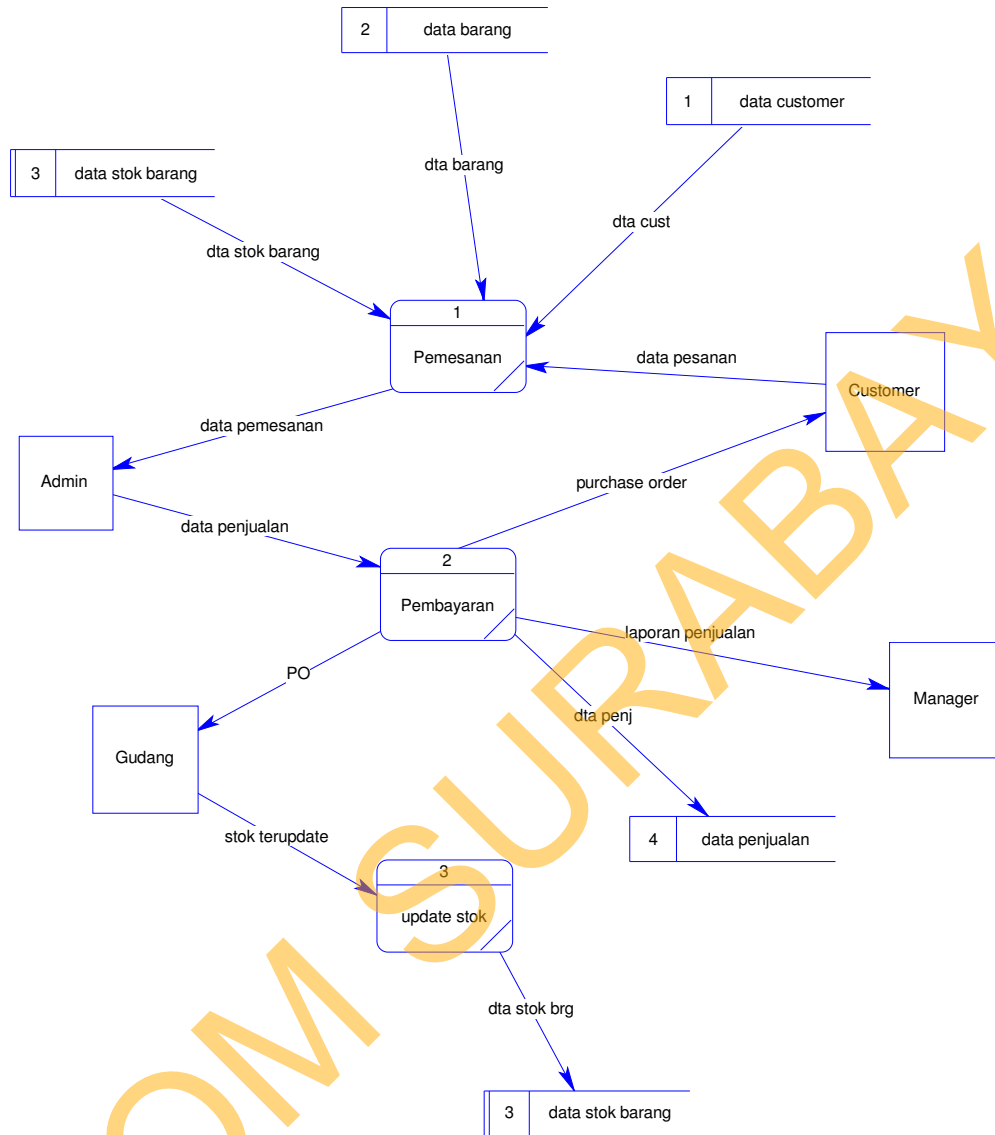 2 data barang
1 data customer
dta barang
3 data stok barang
dta cust
dta stok barang
1
Pemesanan
data pesanan
Customer
data pemesanan
Admin
purchase order
data penjualan
2
Pembayaran
laporan penjualan
PO
Manager
dta penj
Gudang
stok terupdate
4 data penjualan
3
update stok
dta stok brg
3 data stok barang
OM SURABAY